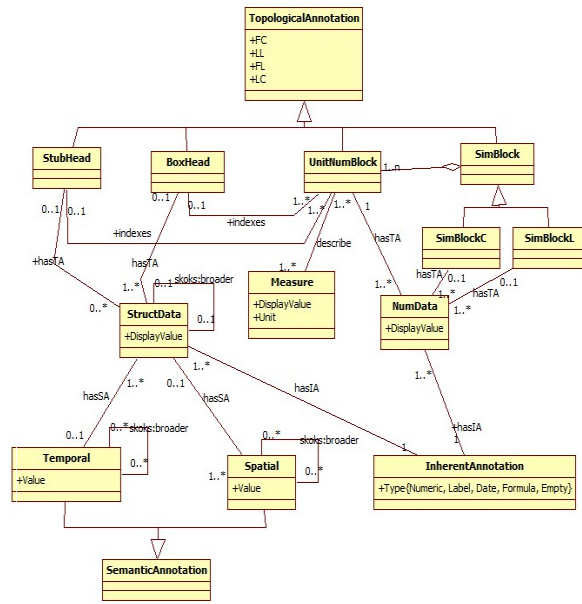 TopologicalAnnotation
+FC
+LL
+FL
+LC
StubHead
BoxHead
UnitNumBlock
1..n
SimBlock
0..1
0..1
0..1
0..1
1..*
1..*
1..*
1
+indexes
+indexes
describe
hasTA
SimBlockC
SimBlockL
+hasTA
hasTA
skoks:broader
0..1
0..1
0..*
1..*
1..*
Measure
+DisplayValue
+Unit
hasTA
0..1
hasTA
0..1
1..*
1..*
1..*
NumData
+DisplayValue
StructData
+DisplayValue
1..*
0..1
1..*
1..*
hasSA
hasSA
hasIA
+hasIA
0..1
0..*
skoks:broader
0..*
1..*
0..*
skoks:broader
0..*
1
1
Temporal
+Value
Spatial
+Value
InherentAnnotation
+Type{Numeric, Label, Date, Formula, Empty}
SemanticAnnotation